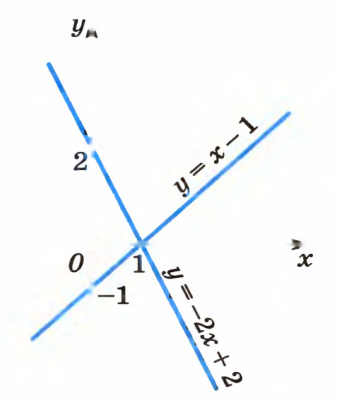 y
y = x − 1
2
0
1
x
−1
y = −2x + 2